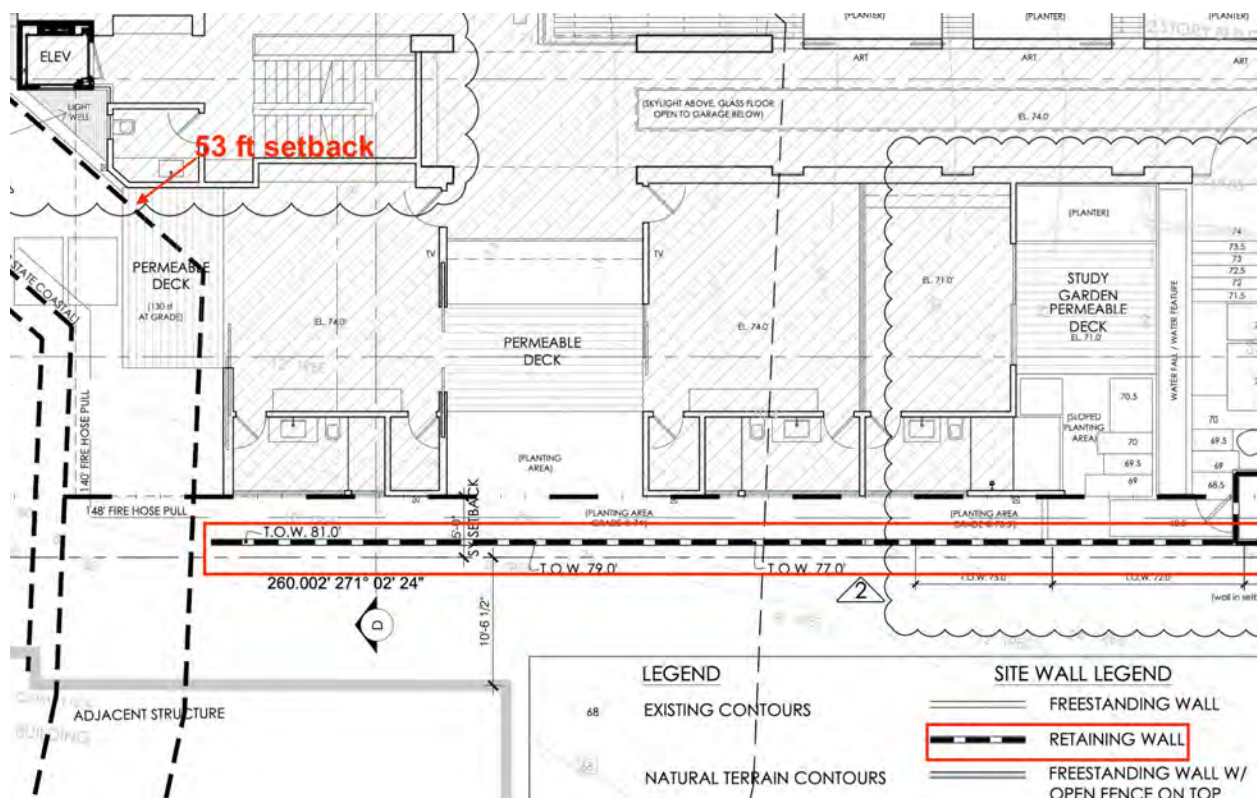 (PLANTER)
(PLANTER)
(PLANTER)
ELEV
ART
ART
ART
LIGHT
WELL
(SKYLIGHT ABOVE, GLASS FLOOR
OPEN TO GARAGE BELOW)
EL. 74.0'
53 ft setback
(PLANTER)
TV
TV
PERMEABLE
DECK
(130 sf
AT GRADE)
STATE COASTAL
EL. 74.0'
PERMEABLE
DECK
EL. 74.0'
EL. 71.0'
STUDY
GARDEN
PERMEABLE
DECK
EL. 71.0'
WATER FALL / WATER FEATURE
74
73.5
73
72.5
72
71.5
70.5
(SLOPED
PLANTING
AREA)
70
69.5
69
70
69.5
69
68.5
140' FIRE HOSE PULL
148' FIRE HOSE PULL
(PLANTING
AREA)
(PLANTING AREA
(PLANTING AREA
5'-0"
SY SETBACK
T.O.W. 81.0'
T.O.W. 79.0'
T.O.W. 77.0'
T.O.W. 75.0'
T.O.W. 72.0'
260.002' 271° 02' 24"
D
2
10'-6 1/2"
ADJACENT STRUCTURE
BUILDING
LEGEND
68 EXISTING CONTOURS
68 NATURAL TERRAIN CONTOURS
SITE WALL LEGEND
FREESTANDING WALL
RETAINING WALL
FREESTANDING WALL W/
OPEN FENCE ON TOP